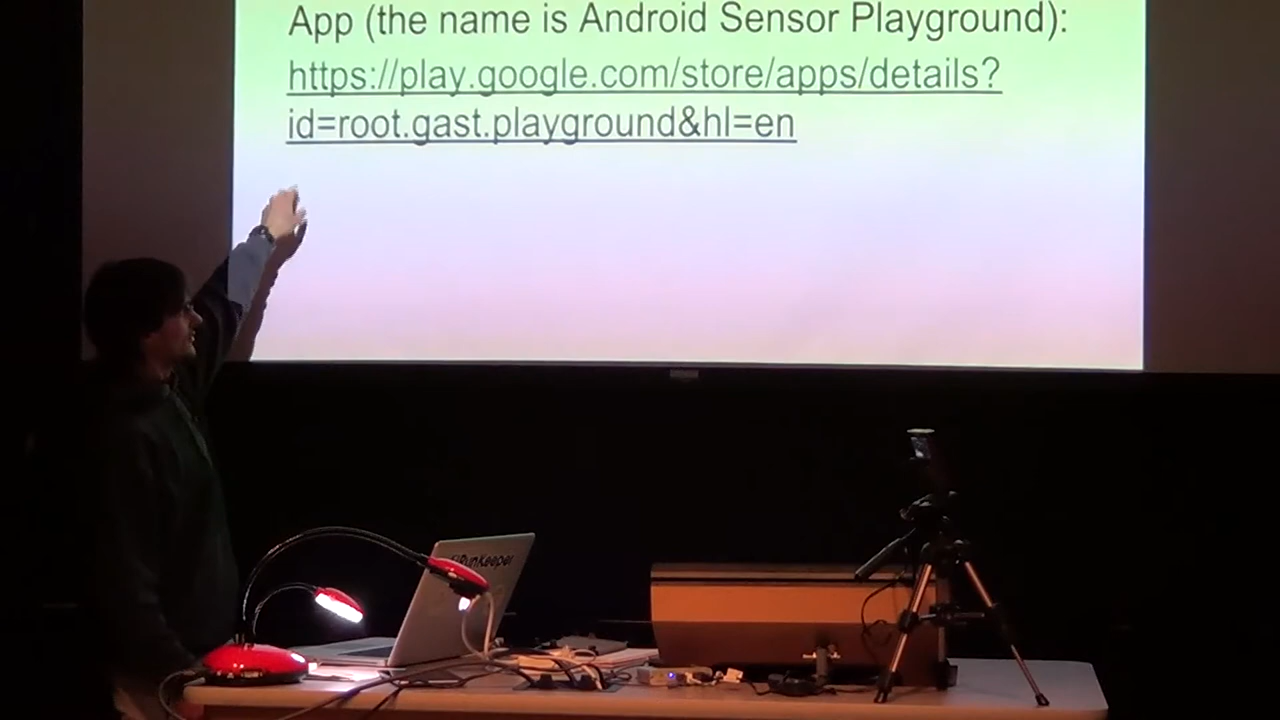 App (the name is Android Sensor Playground):
https://play.google.com/store/apps/details?
id=root.gast.playground&hl=en
RunKeeper